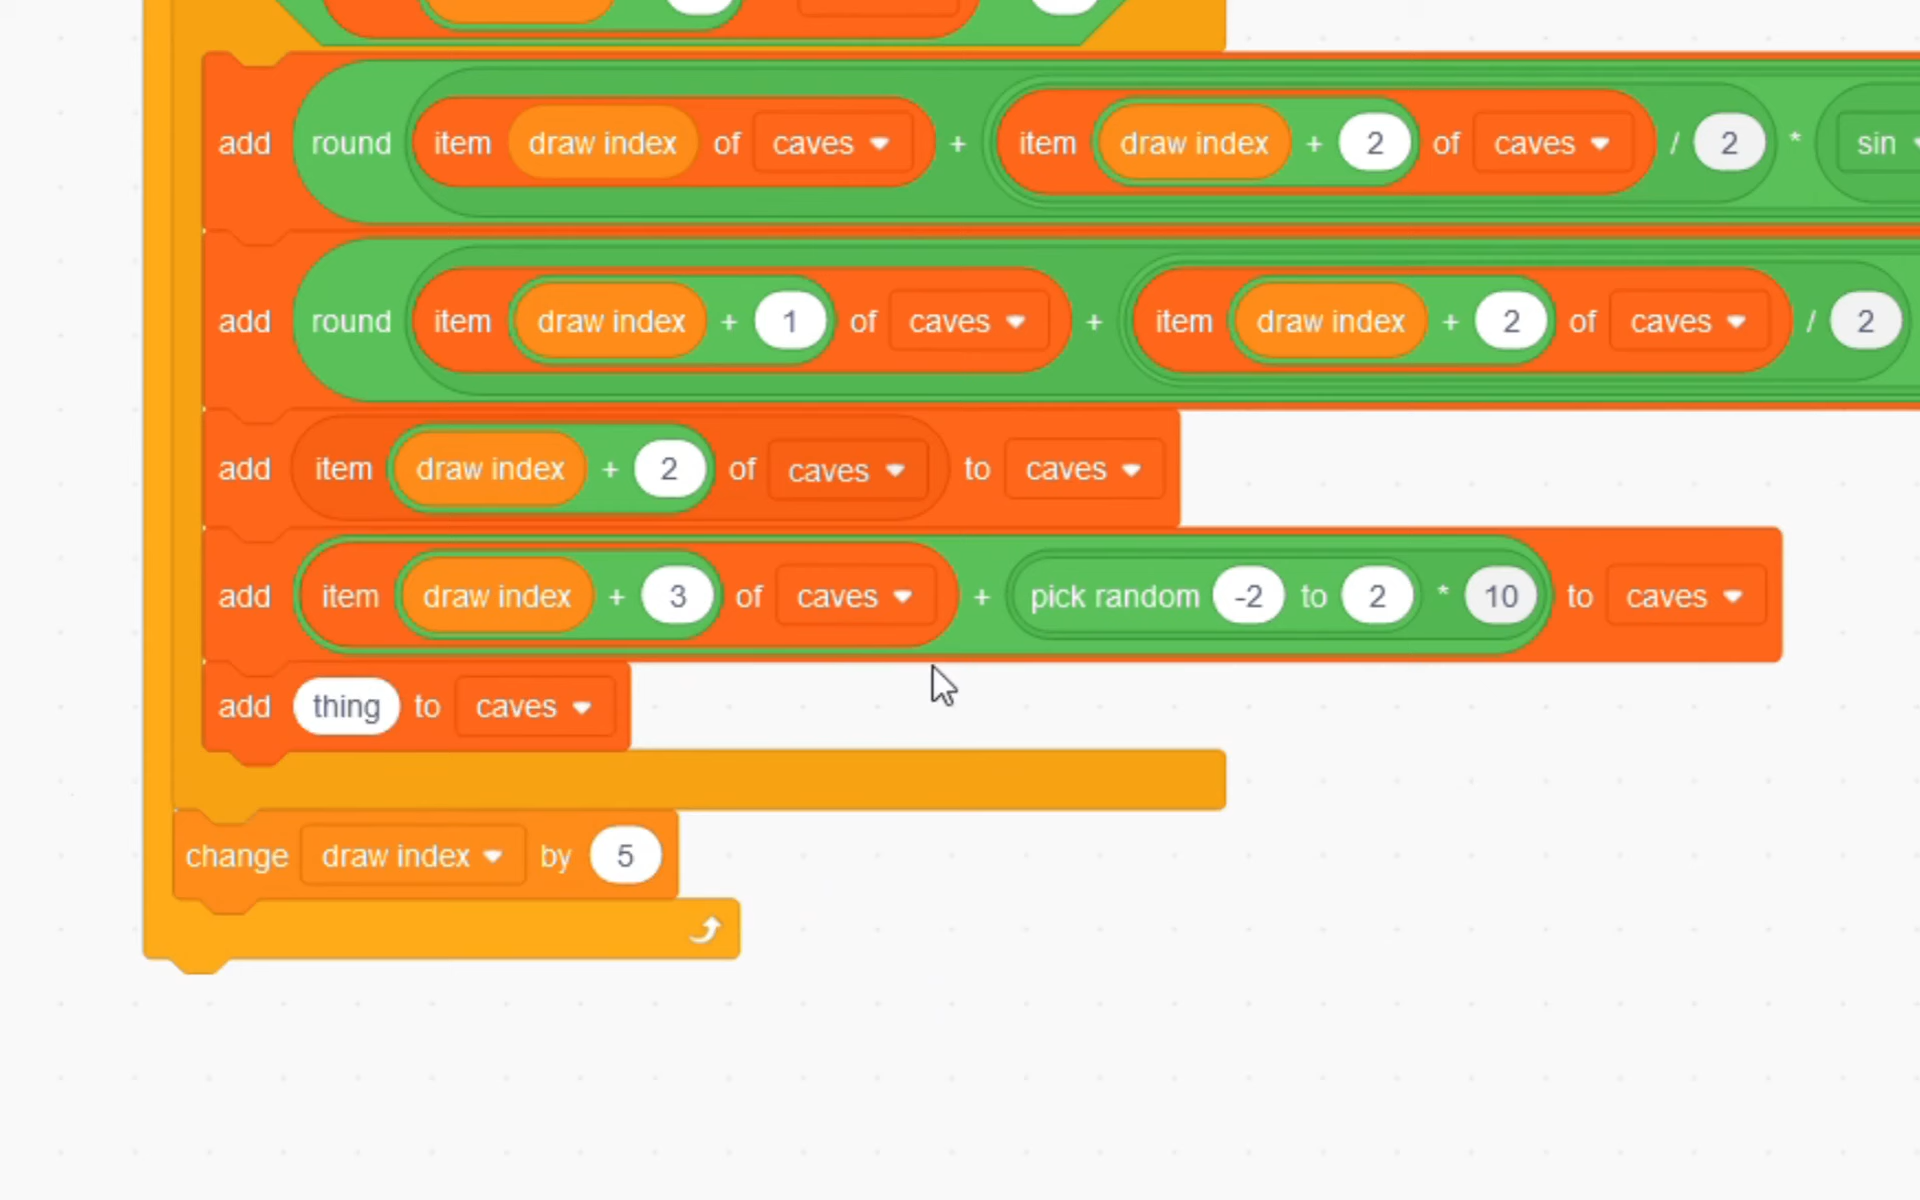 add round item draw index of caves + item draw index + 2 of caves / 2 * sin
add round item draw index + 1 of caves + item draw index + 2 of caves / 2
add item draw index + 2 of caves to caves
add item draw index + 3 of caves + pick random -2 to 2 * 10 to caves
add thing to caves
change draw index by 5